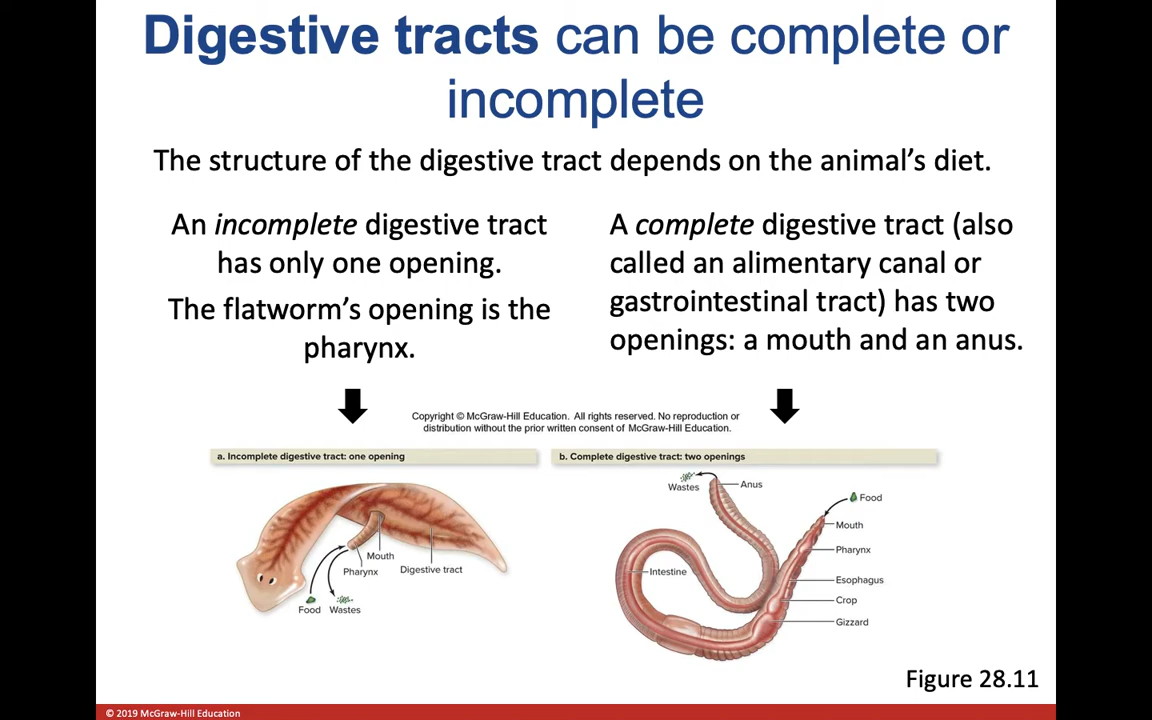 Digestive tracts can be complete or
incomplete
The structure of the digestive tract depends on the animal's diet.
An incomplete digestive tract
has only one opening.
The flatworm's opening is the
pharynx.
A complete digestive tract (also
called an alimentary canal or
gastrointestinal tract) has two
openings: a mouth and an anus.
Copyright © McGraw-Hill Education. All rights reserved. No reproduction or
distribution without the prior written consent of McGraw-Hill Education.
a. Incomplete digestive tract: one opening
Mouth
Pharynx
Digestive tract
Food
Wastes
b. Complete digestive tract: two openings
Wastes
Anus
Food
Mouth
Pharynx
Intestine
Esophagus
Crop
Gizzard
Figure 28.11
© 2019 McGraw-Hill Education